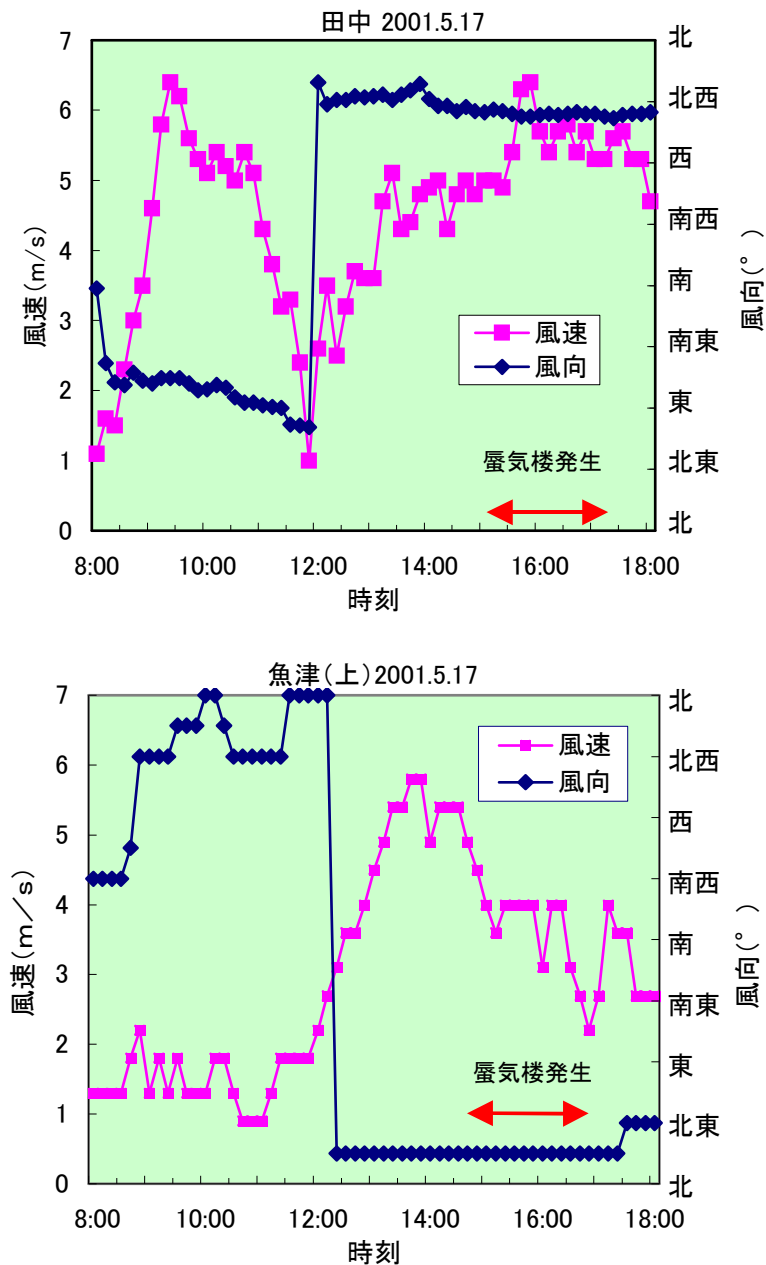 田中 2001.5.17
7
6
5
4
3
2
1
0
風速(m/s)
北
北西
西
南西
南
南東
東
北東
北
風向(°)
風速
風向
蜃気楼発生
8:00 10:00 12:00 14:00 16:00 18:00
時刻
魚津(上)2001.5.17
7
6
5
4
3
2
1
0
風速(m/s)
北
北西
西
南西
南
南東
東
北東
北
風向(°)
風速
風向
蜃気楼発生
8:00 10:00 12:00 14:00 16:00 18:00
時刻